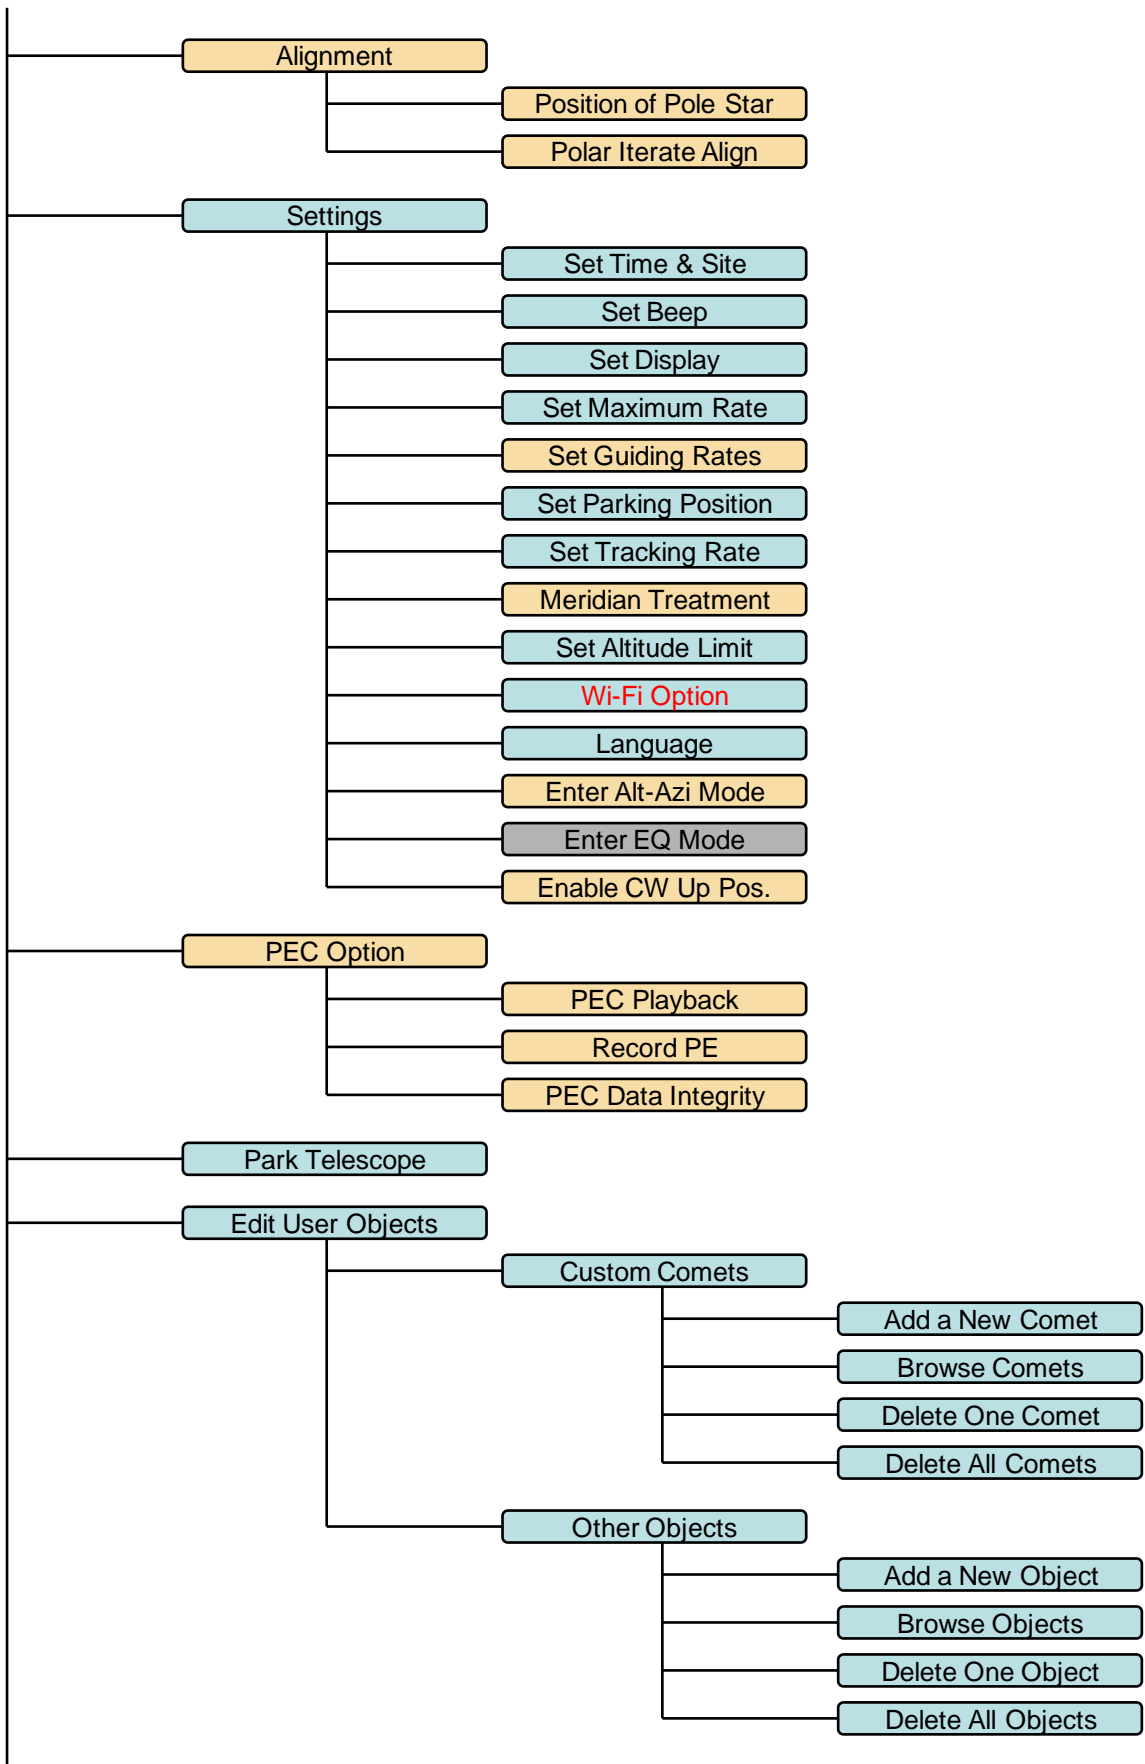 Alignment
Position of Pole Star
Polar Iterate Align
Settings
Set Time & Site
Set Beep
Set Display
Set Maximum Rate
Set Guiding Rates
Set Parking Position
Set Tracking Rate
Meridian Treatment
Set Altitude Limit
Wi-Fi Option
Language
Enter Alt-Azi Mode
Enter EQ Mode
Enable CW Up Pos.
PEC Option
PEC Playback
Record PE
PEC Data Integrity
Park Telescope
Edit User Objects
Custom Comets
Add a New Comet
Browse Comets
Delete One Comet
Delete All Comets
Other Objects
Add a New Object
Browse Objects
Delete One Object
Delete All Objects